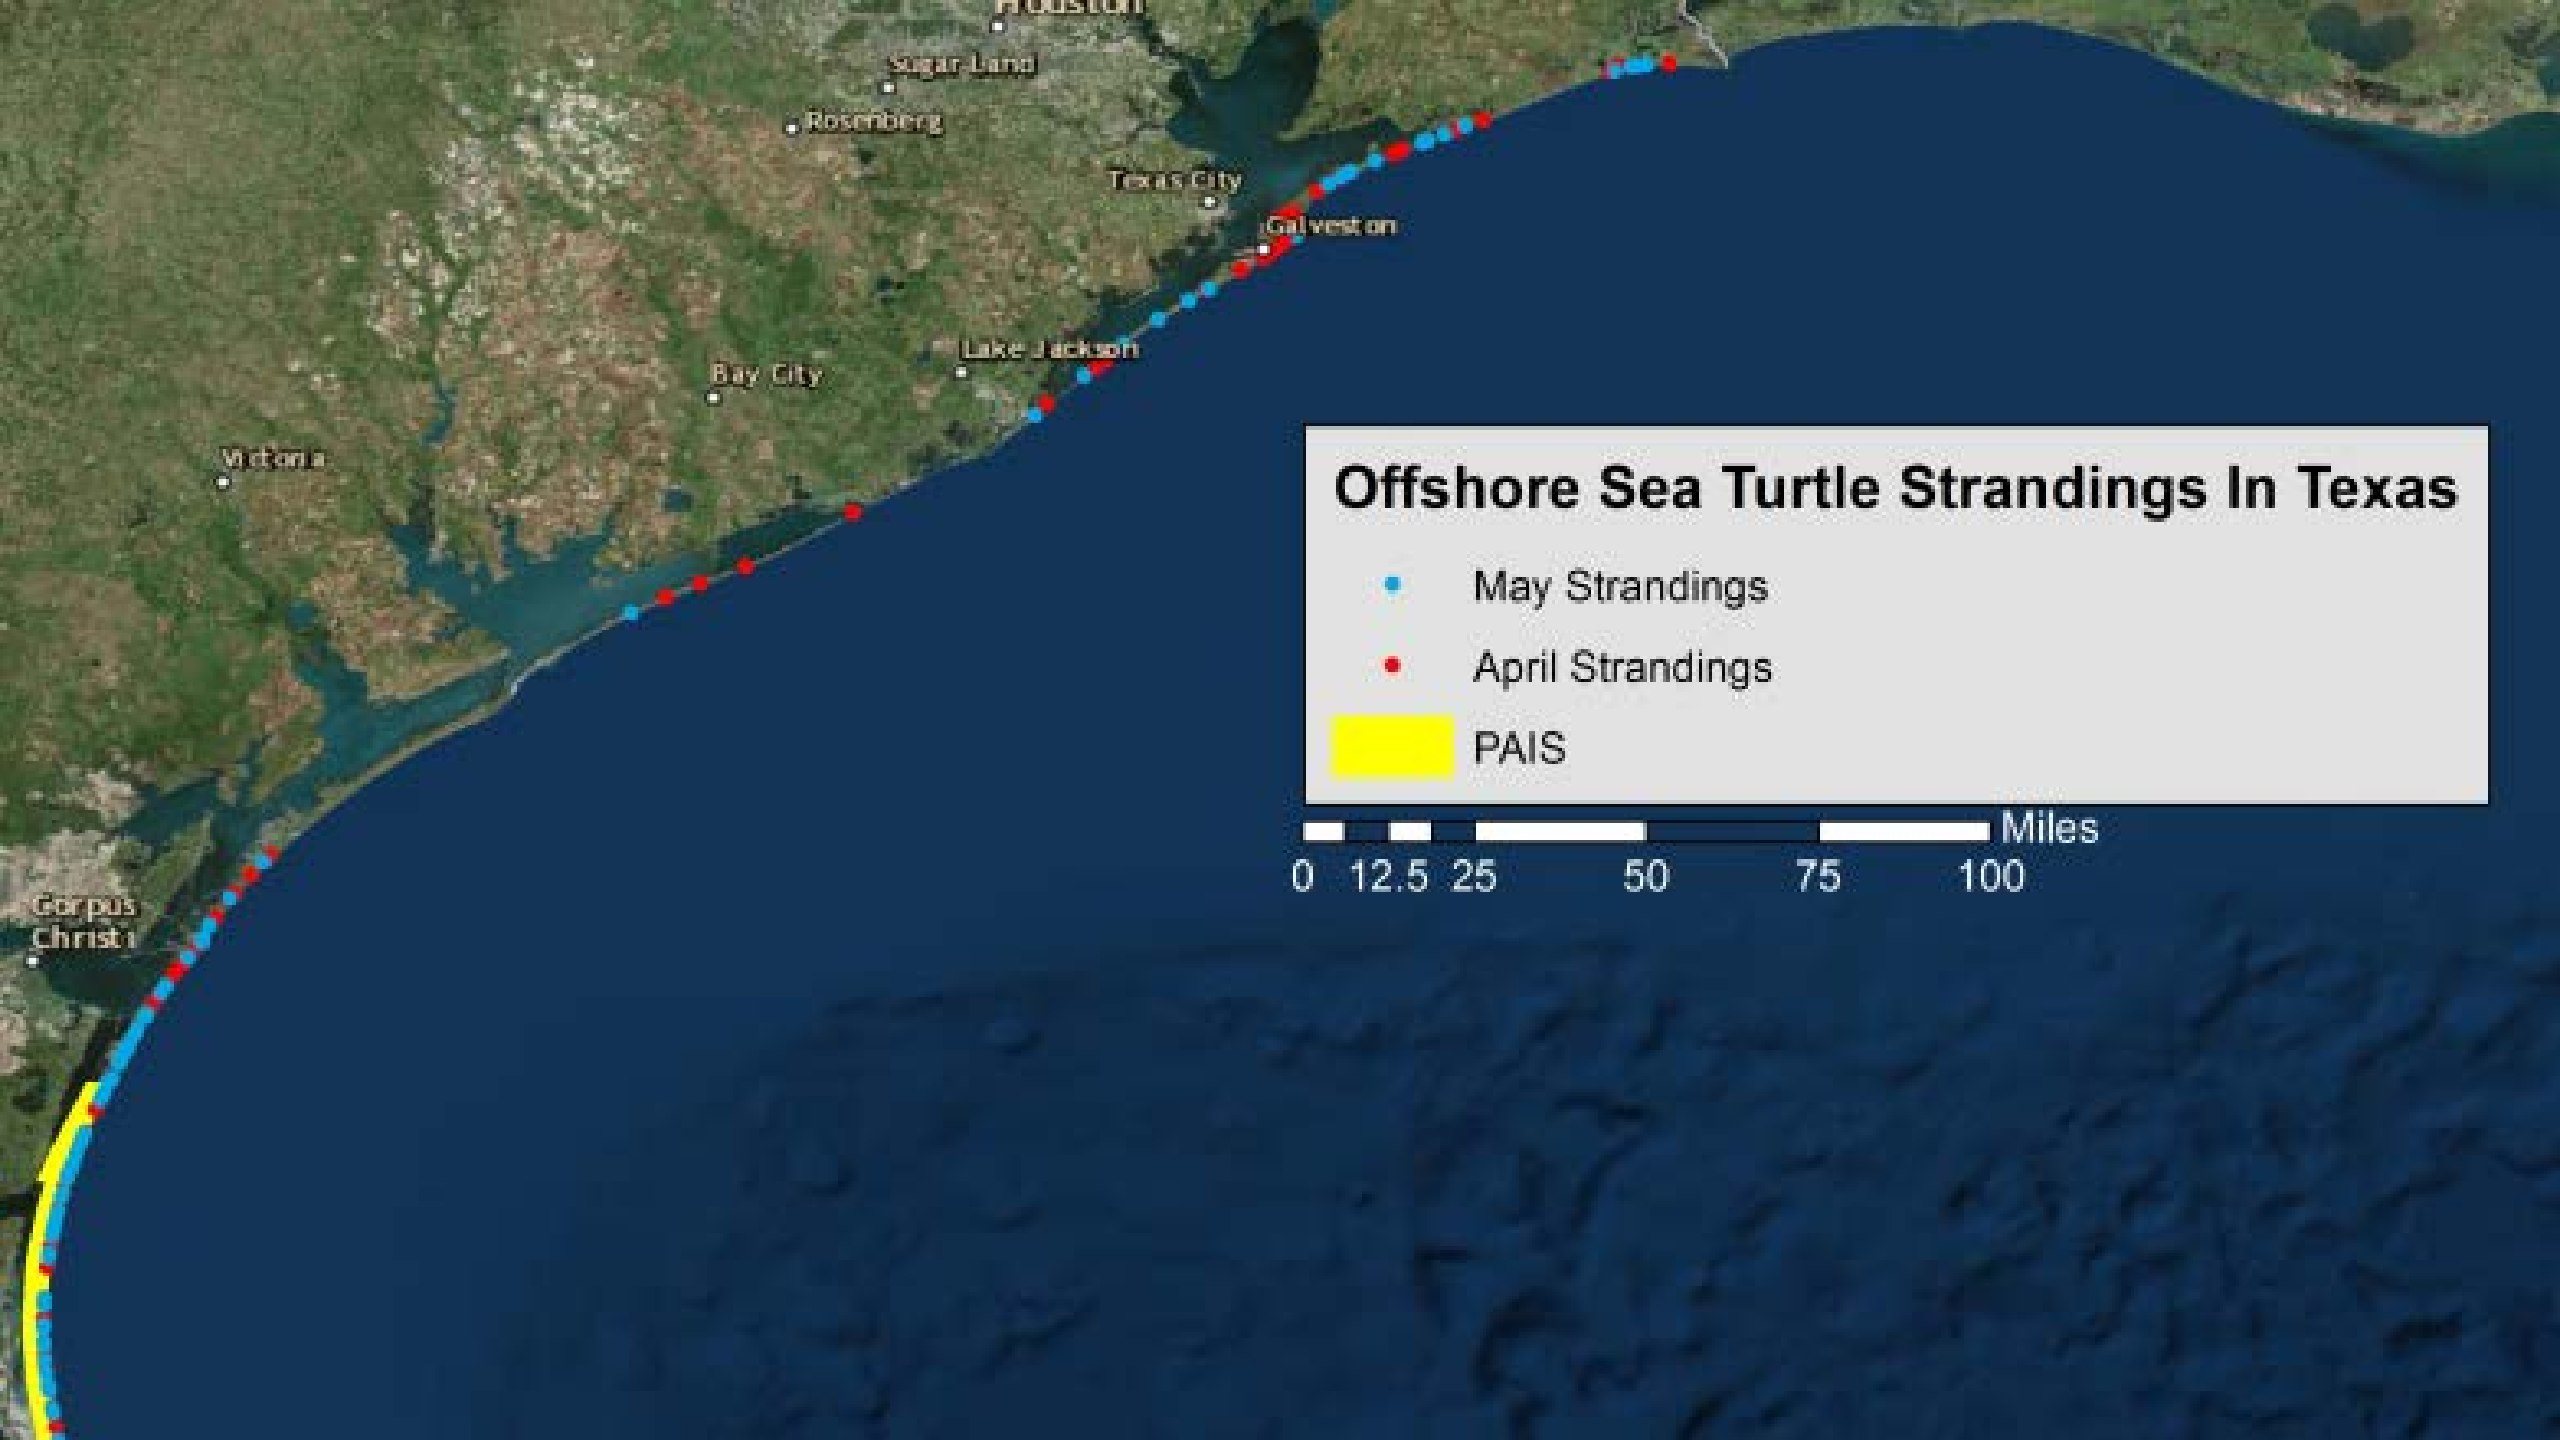 Houston
Sugar Land
Rosenberg
Texas City
Galveston
Lake Jackson
Bay City
Victoria
Offshore Sea Turtle Strandings In Texas
May Strandings
April Strandings
PAIS
Miles
0 12.5 25 50 75 100
Corpus
Christi